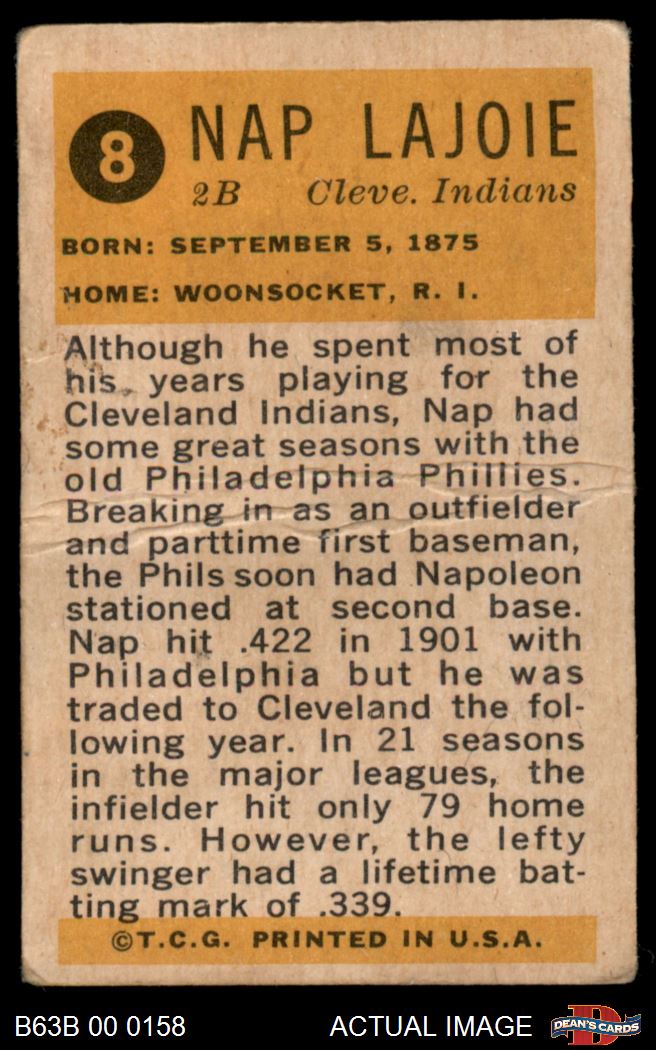 8
NAP LAJOIE
2B Cleve. Indians
BORN: SEPTEMBER 5, 1875
HOME: WOONSOCKET, R. I.
Although he spent most of
his years playing for the
Cleveland Indians, Nap had
some great seasons with the
old Philadelphia Phillies.
Breaking in as an outfielder
and parttime first baseman,
the Phils soon had Napoleon
stationed at second base.
Nap hit .422 in 1901 with
Philadelphia but he was
traded to Cleveland the fol-
lowing year. In 21 seasons
in the major leagues, the
infielder hit only 79 home
runs. However, the lefty
swinger had a lifetime bat-
ting mark of .339.
©T.C.G. PRINTED IN U.S.A.
B63B 00 0158 ACTUAL IMAGE
D
DEAN'S CARDS